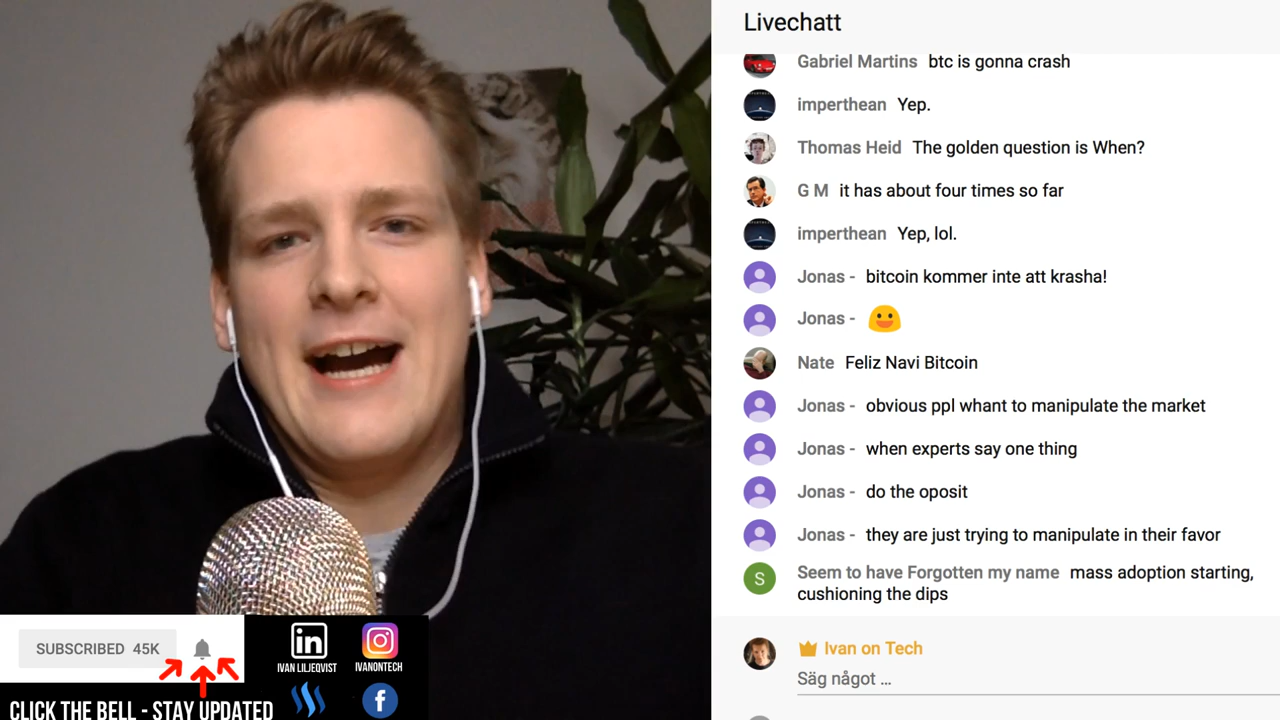 Livechatt
Gabriel Martins btc is gonna crash
imperthean Yep.
Thomas Heid The golden question is When?
G M it has about four times so far
imperthean Yep, lol.
Jonas - bitcoin kommer inte att krasha!
Jonas -
Nate Feliz Navi Bitcoin
Jonas - obvious ppl whant to manipulate the market
Jonas - when experts say one thing
Jonas - do the oposit
Jonas - they are just trying to manipulate in their favor
S
Seem to have Forgotten my name mass adoption starting,
cushioning the dips
Ivan on Tech
Säg något ...
SUBSCRIBED 45K
CLICK THE BELL - STAY UPDATED
in
IVAN LILJEQVIST
IVANONTECH
f